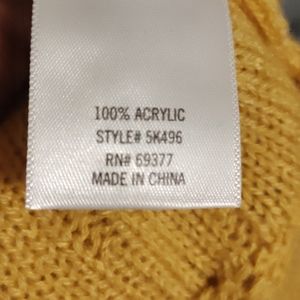 100% ACRYLIC
STYLE# 5K496
RN# 69377
MADE IN CHINA